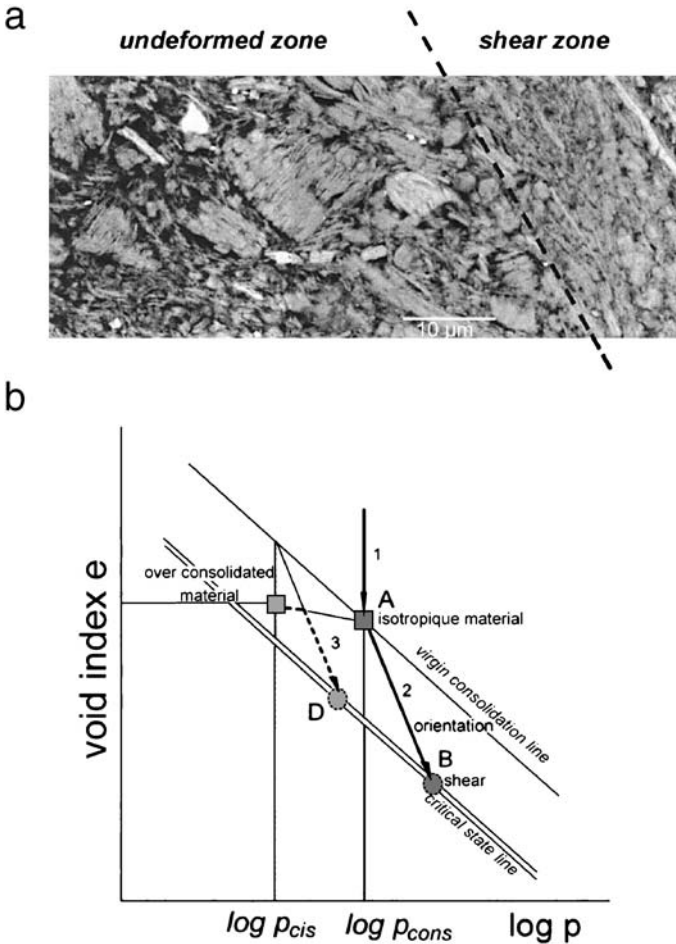 a
undeformed zone
shear zone
10 µm
b
void index e
over consolidated
material
1
A
isotropique material
3
2
virgin consolidation line
D
orientation
B
shear
critical state line
log pcis
log pcons
log p